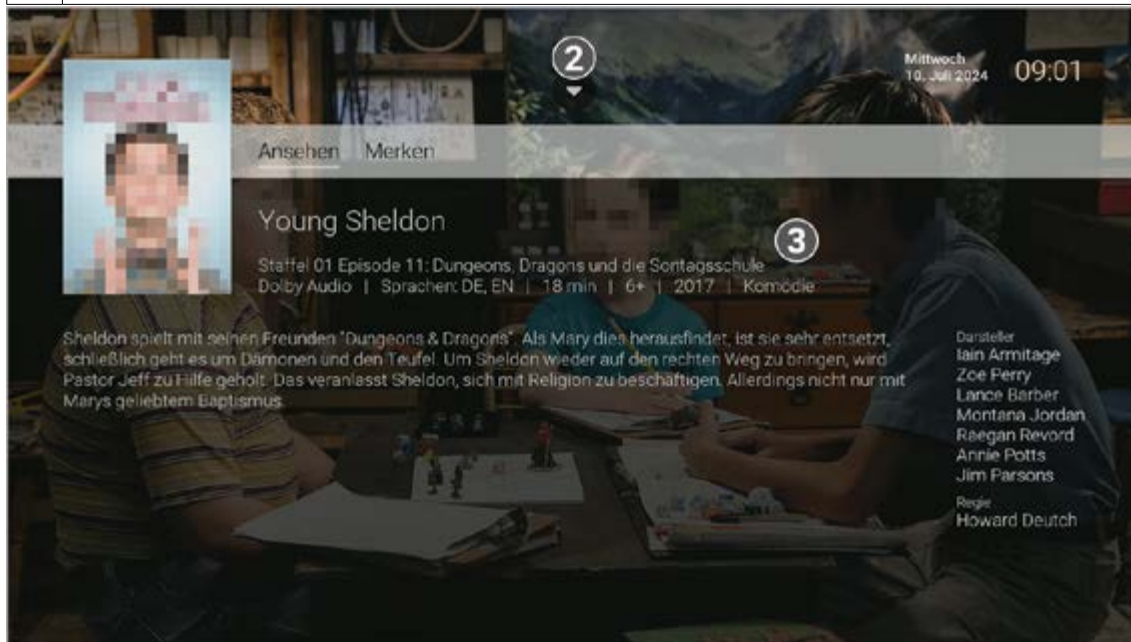 2
Mittwoch
10. Juli 2024
09:01
Ansehen Merken
Young Sheldon
3
Staffel 01 Episode 11: Dungeons, Dragons und die Sontagsschule
Dolby Audio | Sprachen: DE, EN | 18 min | 6+ | 2017 | Komödie
Sheldon spielt mit seinen Freunden "Dungeons & Dragons". Als Mary dies herausfindet, ist sie sehr entsetzt,
schließlich geht es um Dämonen und den Teufel. Um Sheldon wieder auf den rechten Weg zu bringen, wird
Pastor Jeff zu Hilfe geholt. Das veranlasst Sheldon, sich mit Religion zu beschäftigen. Allerdings nicht nur mit
Marys geliebtem Baptismus.
Darsteller
Iain Armitage
Zoe Perry
Lance Barber
Montana Jordan
Raegan Revord
Annie Potts
Jim Parsons
Regie
Howard Deutch